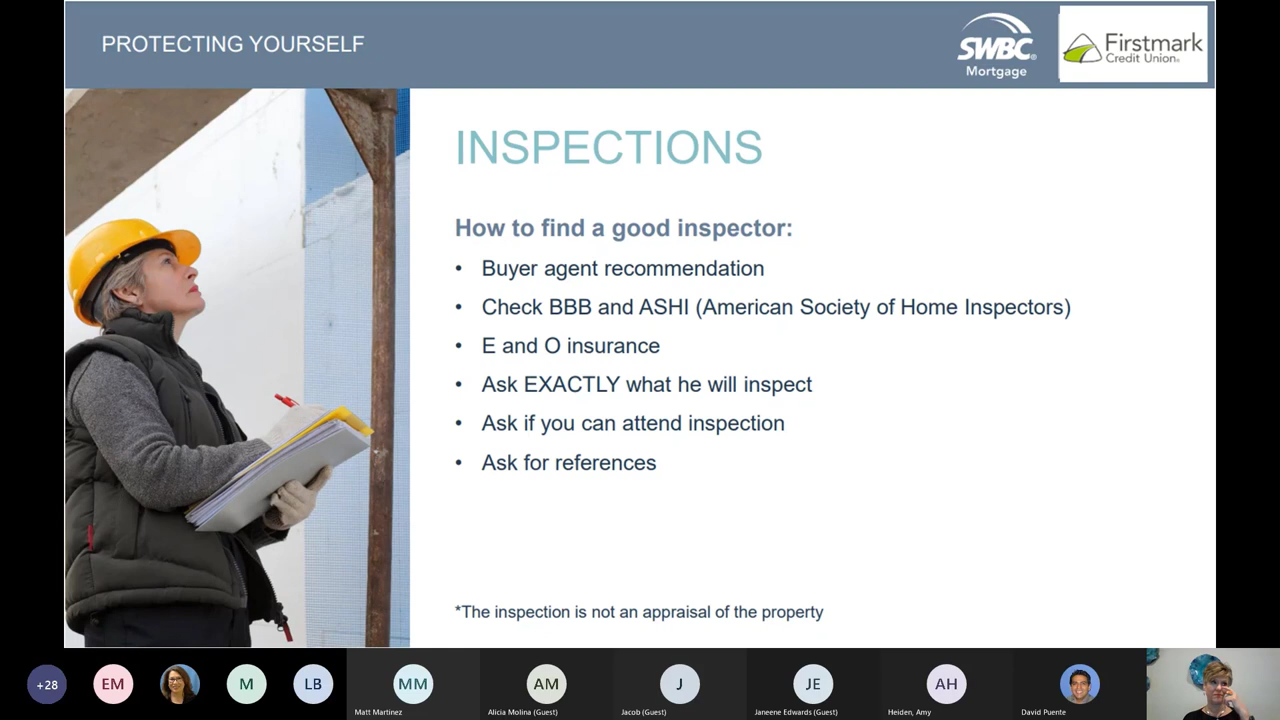 PROTECTING YOURSELF
SWBC®
Mortgage
Firstmark
Credit Union®
INSPECTIONS
How to find a good inspector:
• Buyer agent recommendation
• Check BBB and ASHI (American Society of Home Inspectors)
• E and O insurance
• Ask EXACTLY what he will inspect
• Ask if you can attend inspection
• Ask for references
*The inspection is not an appraisal of the property
+28
EM
M
LB
MM
AM
J
JE
AH
Matt Martinez
Alicia Molina (Guest)
Jacob (Guest)
Janeene Edwards (Guest)
Heiden, Amy
David Puente